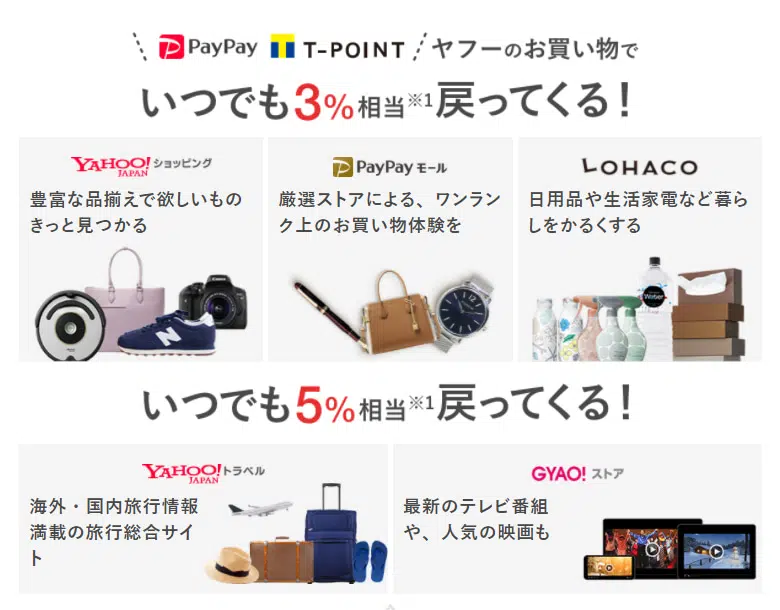 PayPay T-POINT ヤフーのお買い物で
いつでも3%相当※1戻ってくる!
YAHOO! JAPAN ショッピング
豊富な品揃えで欲しいもの
きっと見つかる
PayPay モール
厳選ストアによる、ワンラン
ク上のお買い物体験を
LOHACO
日用品や生活家電など暮ら
しをかるくする
Canon
N
Weber
いつでも5%相当※1戻ってくる!
YAHOO! JAPAN トラベル
海外・国内旅行情報
満載の旅行総合サイ
ト
GYAO! ストア
最新のテレビ番組
や、人気の映画も